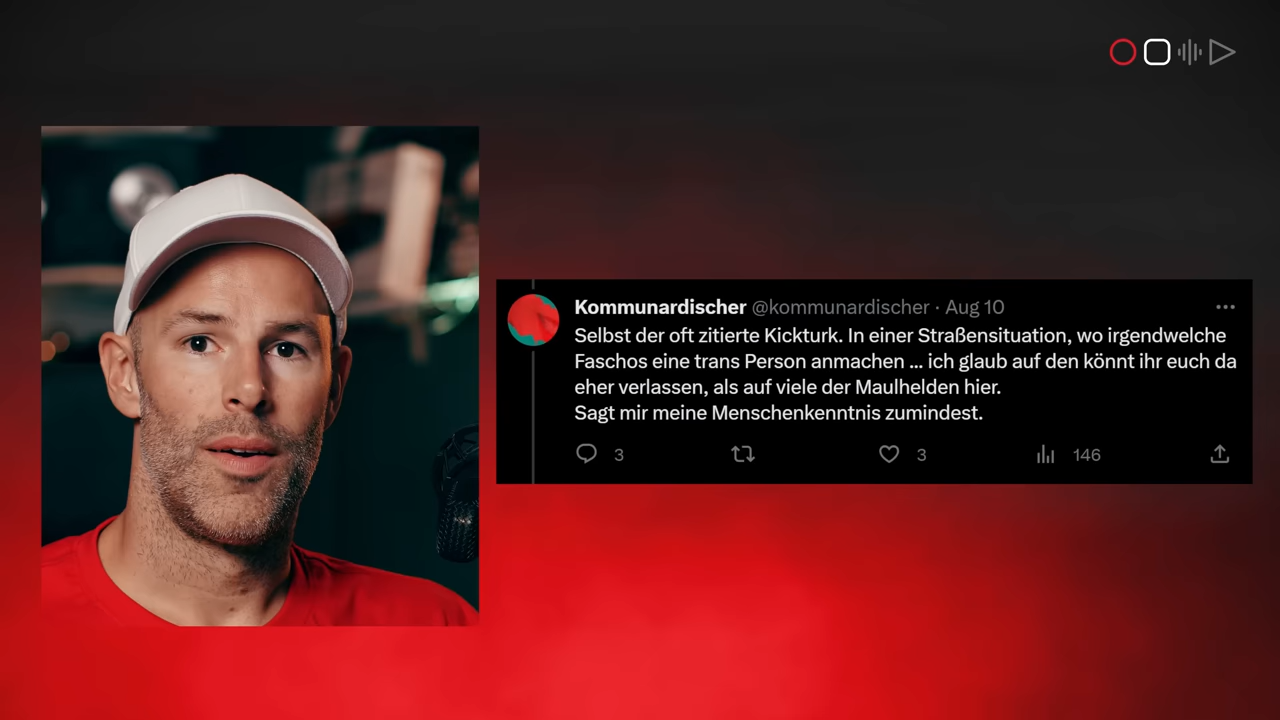 Kommunardischer @kommunardischer · Aug 10
Selbst der oft zitierte Kickturk. In einer Straßensituation, wo irgendwelche
Faschos eine trans Person anmachen ... ich glaub auf den könnt ihr euch da
eher verlassen, als auf viele der Maulhelden hier.
Sagt mir meine Menschenkenntnis zumindest.
3 3 146